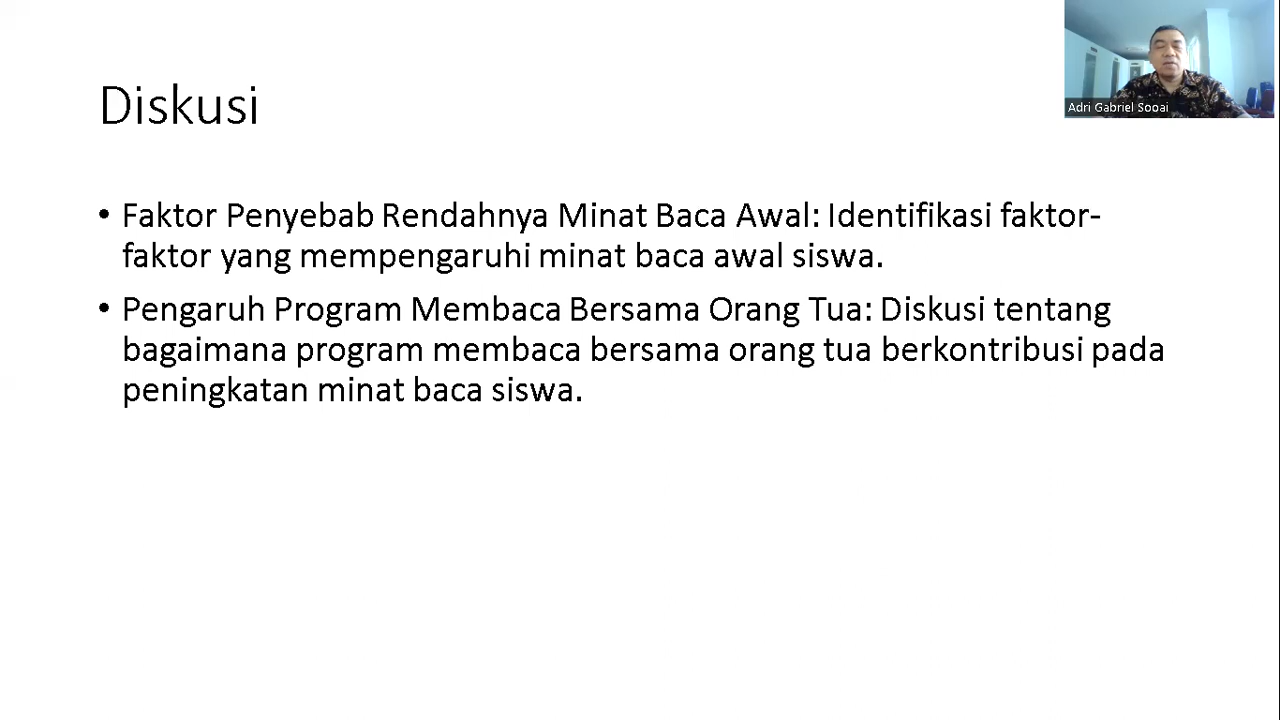 Diskusi
Adri Gabriel Sooai
• Faktor Penyebab Rendahnya Minat Baca Awal: Identifikasi faktor-
faktor yang mempengaruhi minat baca awal siswa.
• Pengaruh Program Membaca Bersama Orang Tua: Diskusi tentang
bagaimana program membaca bersama orang tua berkontribusi pada
peningkatan minat baca siswa.